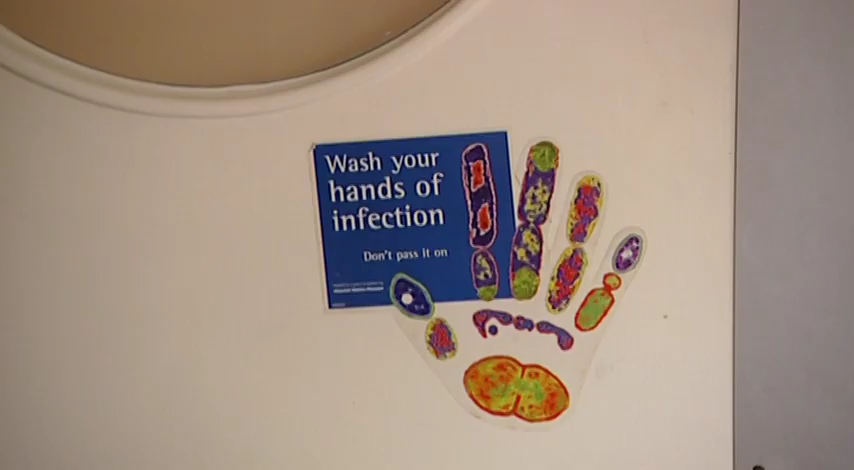 Wash your
hands of
infection
Don't pass it on